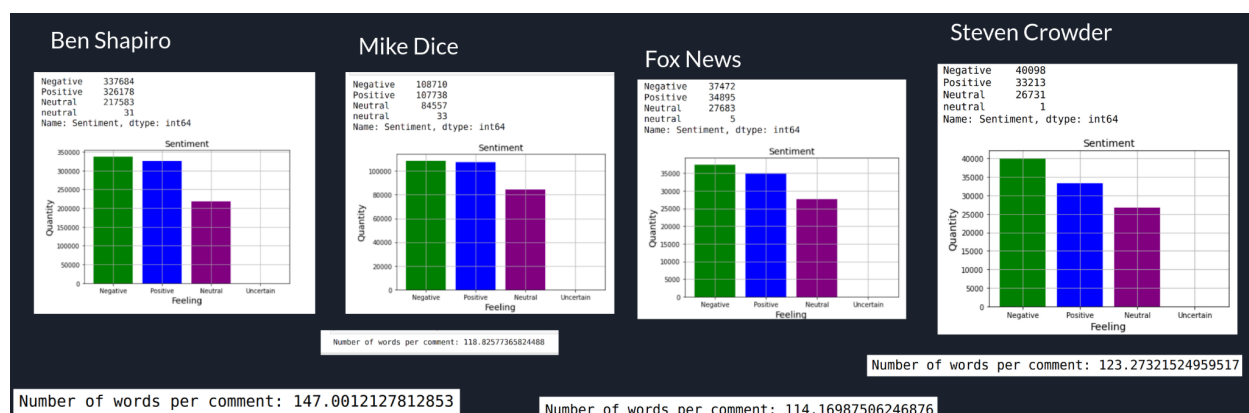 Ben Shapiro
Negative 337684
Positive 326178
Neutral 217583
neutral 31
Name: Sentiment, dtype: int64
Sentiment
350000
300000
250000
200000
150000
100000
50000
0
Quantity
Negative Positive Neutral Uncertain
Feeling
Number of words per comment: 147.0012127812853
Mike Dice
Negative 108710
Positive 107738
Neutral 84557
neutral 33
Name: Sentiment, dtype: int64
Sentiment
100000
80000
60000
40000
20000
0
Quantity
Negative Positive Neutral Uncertain
Feeling
Number of words per comment: 118.82577365824488
Fox News
Negative 37472
Positive 34895
Neutral 27683
neutral 5
Name: Sentiment, dtype: int64
Sentiment
35000
30000
25000
20000
15000
10000
5000
0
Quantity
Negative Positive Neutral Uncertain
Feeling
Number of words per comment: 114.16987506246876
Steven Crowder
Negative 40098
Positive 33213
Neutral 26731
neutral 1
Name: Sentiment, dtype: int64
Sentiment
40000
35000
30000
25000
20000
15000
10000
5000
0
Quantity
Negative Positive Neutral Uncertain
Feeling
Number of words per comment: 123.27321524959517